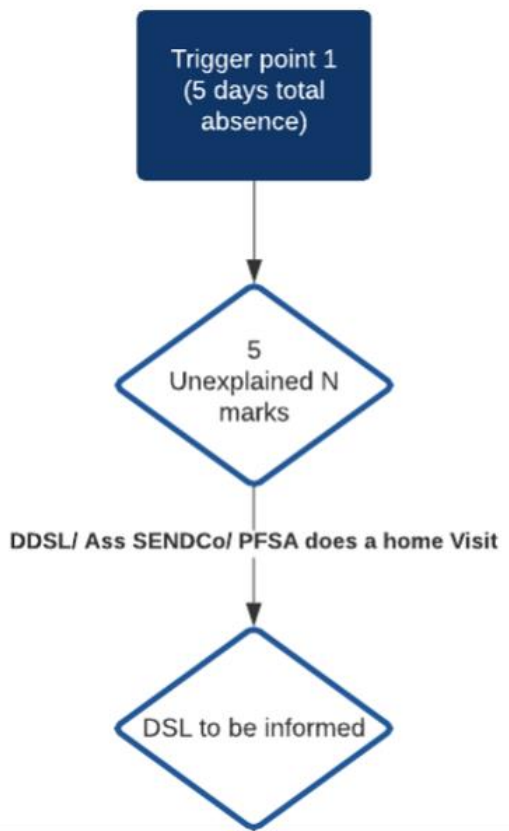 Trigger point 1
(5 days total
absence)
5
Unexplained N
marks
DDSL/ Ass SENDCo/ PFSA does a home Visit
DSL to be informed